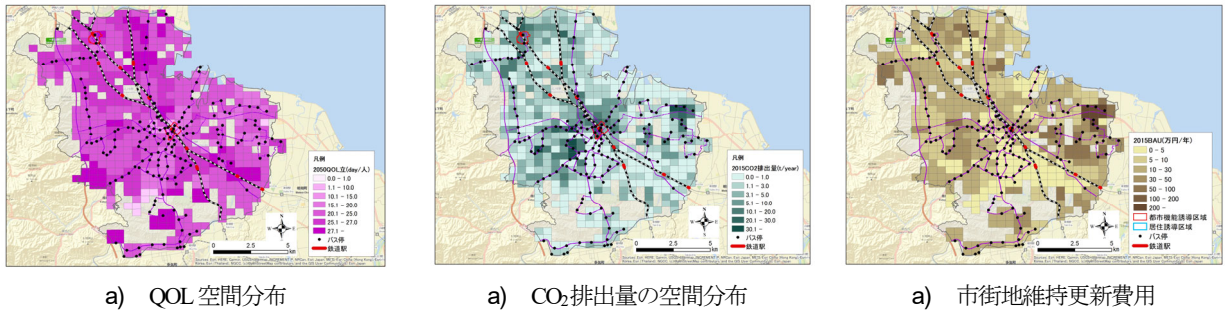 凡例
2050QOL立(day/人)
0.0 - 1.0
1.1 - 10.0
10.1 - 15.0
15.1 - 20.0
20.1 - 25.0
25.1 - 27.0
27.1 -
バス停
鉄道駅
0 2.5 5 km
a) QOL空間分布
凡例
2015CO2排出量(t/year)
0.0 - 1.0
1.1 - 3.0
3.1 - 5.0
5.1 - 10.0
10.1 - 20.0
20.1 - 30.0
30.1 -
バス停
鉄道駅
0 2.5 5 km
a) CO₂排出量の空間分布
凡例
2015BAU(万円/年)
0 - 5
5 - 10
10 - 30
30 - 50
50 - 100
100 - 200
200 -
都市機能誘導区域
居住誘導区域
バス停
鉄道駅
0 2.5 5 km
a) 市街地維持更新費用